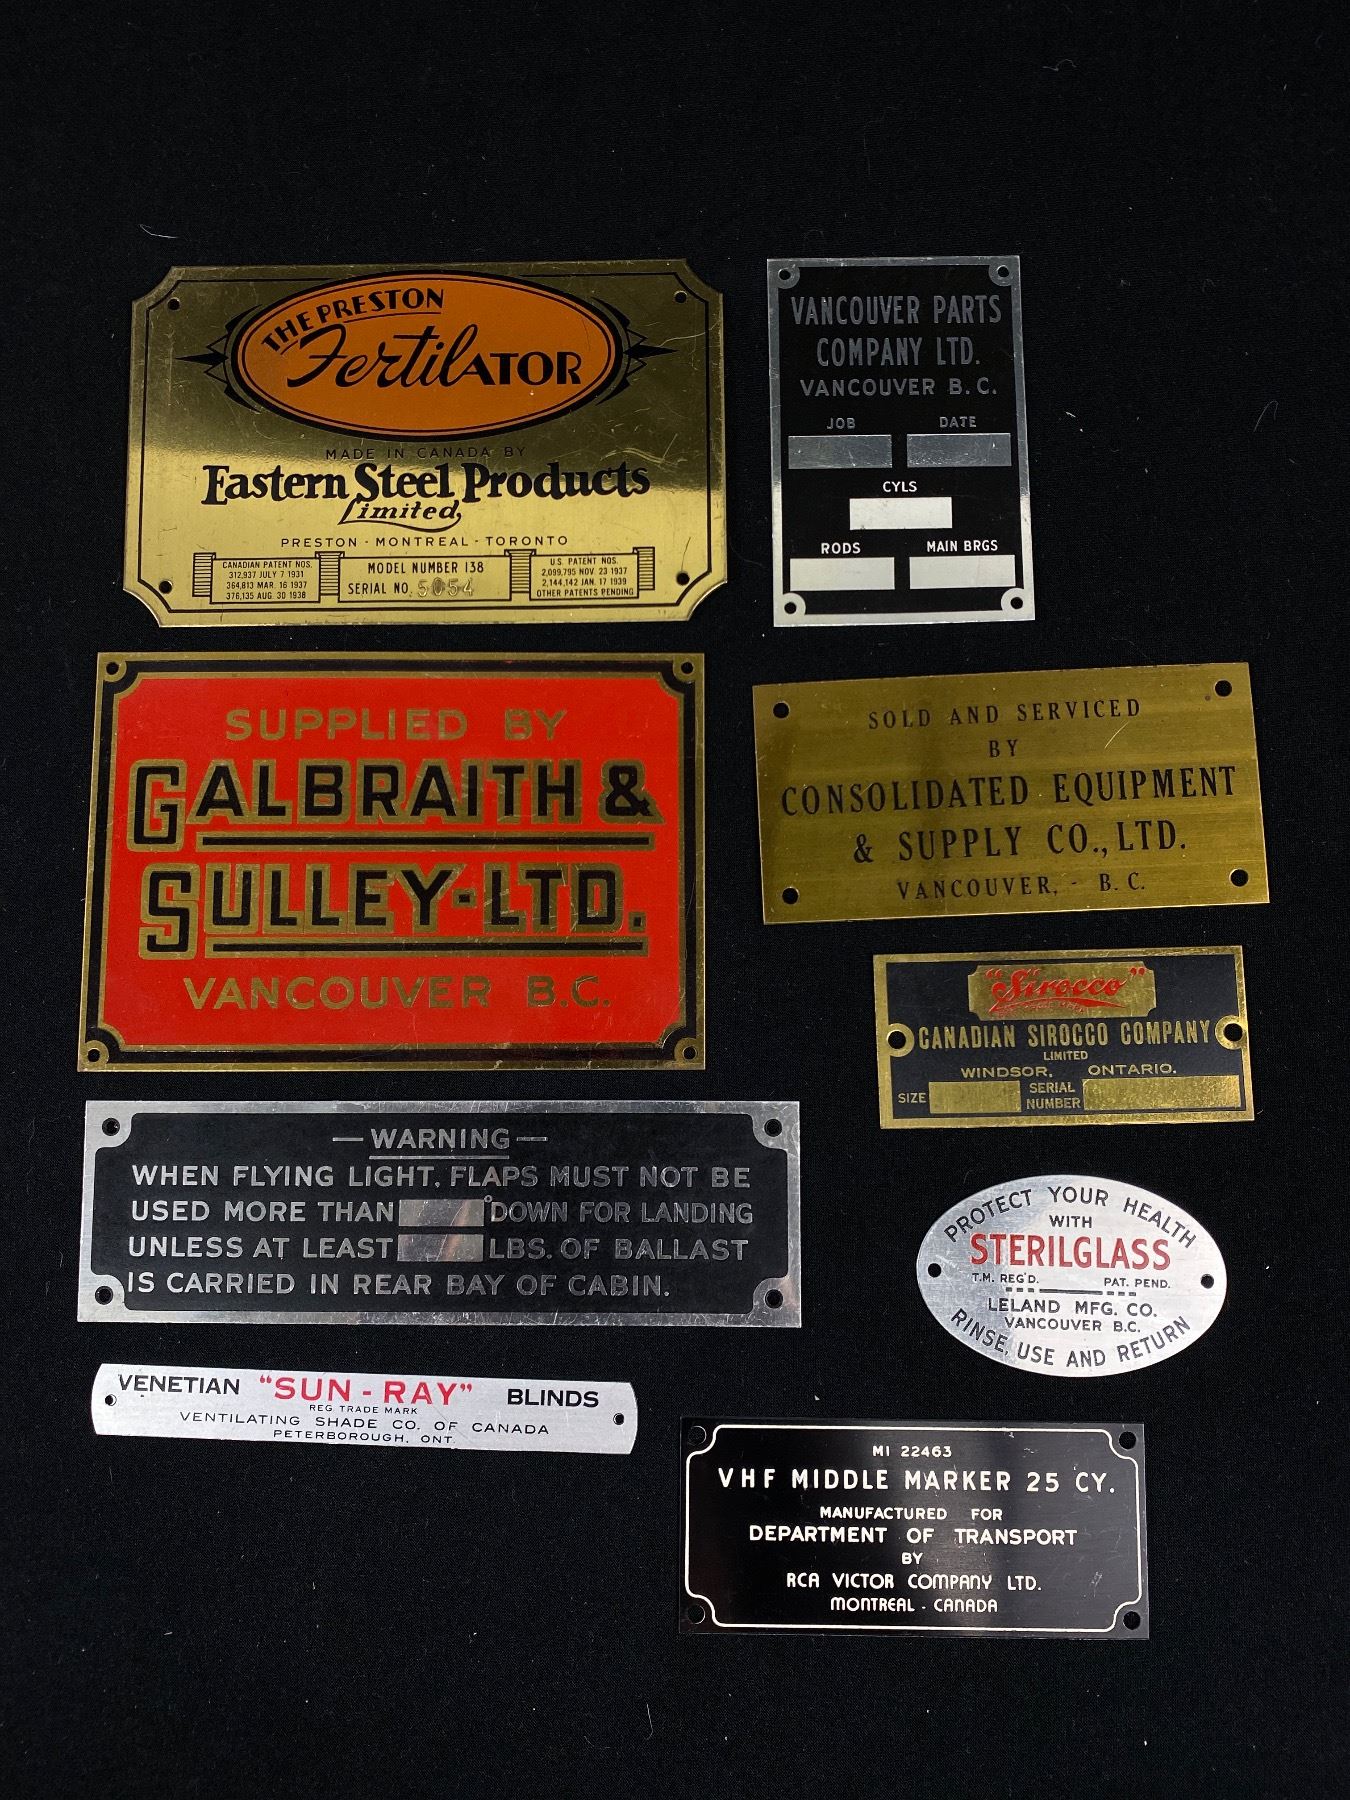 THE PRESTON
FertilATOR
MADE IN CANADA BY
Eastern Steel Products
Limited,
PRESTON - MONTREAL - TORONTO
CANADIAN PATENT NOS.
312,937 JULY 7 1931
364,813 MAR. 16 1937
376,135 AUG. 30 1938
MODEL NUMBER 138
SERIAL NO. 5054
U.S. PATENT NOS.
2,099,795 NOV. 23 1937
2,144,142 JAN. 17 1939
OTHER PATENTS PENDING
VANCOUVER PARTS
COMPANY LTD.
VANCOUVER B.C.
JOB DATE
CYLS
RODS MAIN BRGS
SUPPLIED BY
GALBRAITH &
SULLEY-LTD.
VANCOUVER B.C.
SOLD AND SERVICED
BY
CONSOLIDATED EQUIPMENT
& SUPPLY CO., LTD.
VANCOUVER, - B.C.
"Sirocco"
CANADIAN SIROCCO COMPANY
LIMITED
WINDSOR, ONTARIO.
SIZE SERIAL
NUMBER
— WARNING —
WHEN FLYING LIGHT, FLAPS MUST NOT BE
USED MORE THAN ° DOWN FOR LANDING
UNLESS AT LEAST LBS. OF BALLAST
IS CARRIED IN REAR BAY OF CABIN.
PROTECT YOUR HEALTH
WITH
STERILGLASS
T.M. REG'D. PAT. PEND.
LELAND MFG. CO.
VANCOUVER B.C.
RINSE, USE AND RETURN
VENETIAN "SUN-RAY" BLINDS
REG. TRADE MARK
VENTILATING SHADE CO. OF CANADA
PETERBOROUGH, ONT.
MI 22463
VHF MIDDLE MARKER 25 CY.
MANUFACTURED FOR
DEPARTMENT OF TRANSPORT
BY
RCA VICTOR COMPANY LTD.
MONTREAL - CANADA